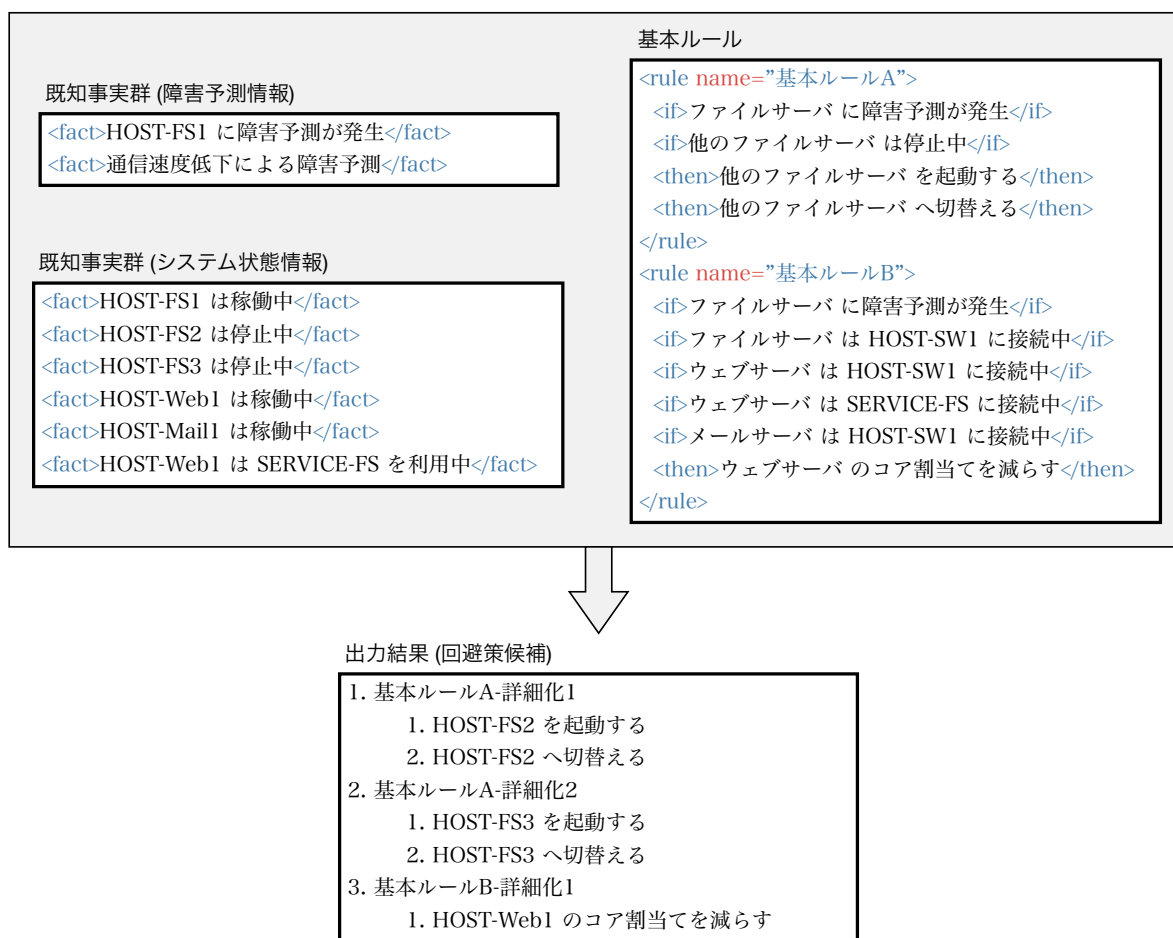 既知事実群 (障害予測情報)
<fact>HOST-FS1 に障害予測が発生</fact>
<fact>通信速度低下による障害予測</fact>
既知事実群 (システム状態情報)
<fact>HOST-FS1 は稼働中</fact>
<fact>HOST-FS2 は停止中</fact>
<fact>HOST-FS3 は停止中</fact>
<fact>HOST-Web1 は稼働中</fact>
<fact>HOST-Mail1 は稼働中</fact>
<fact>HOST-Web1 は SERVICE-FS を利用中</fact>
基本ルール
<rule name=”基本ルールA”>
<if>ファイルサーバ に障害予測が発生</if>
<if>他のファイルサーバ は停止中</if>
<then>他のファイルサーバ を起動する</then>
<then>他のファイルサーバ へ切替える</then>
</rule>
<rule name=”基本ルールB”>
<if>ファイルサーバ に障害予測が発生</if>
<if>ファイルサーバ は HOST-SW1 に接続中</if>
<if>ウェブサーバ は HOST-SW1 に接続中</if>
<if>ウェブサーバ は SERVICE-FS に接続中</if>
<if>メールサーバ は HOST-SW1 に接続中</if>
<then>ウェブサーバ のコア割当てを減らす</then>
</rule>
出力結果 (回避策候補)
1. 基本ルールA-詳細化1
1. HOST-FS2 を起動する
2. HOST-FS2 へ切替える
2. 基本ルールA-詳細化2
1. HOST-FS3 を起動する
2. HOST-FS3 へ切替える
3. 基本ルールB-詳細化1
1. HOST-Web1 のコア割当てを減らす